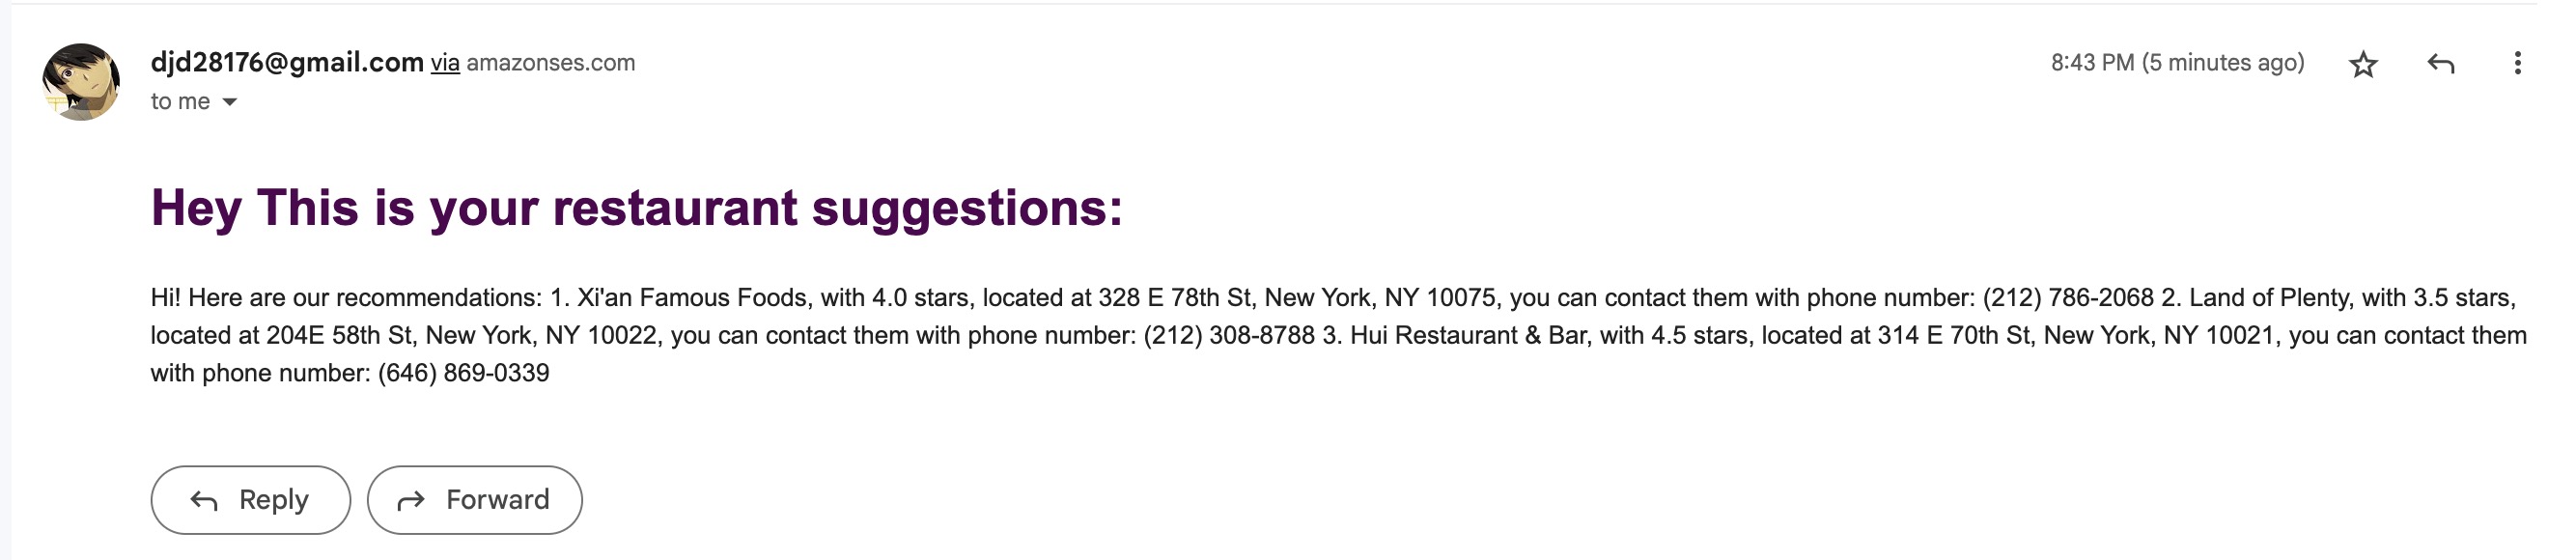 djd28176@gmail.com via amazonses.com
8:43 PM (5 minutes ago)
to me
Hey This is your restaurant suggestions:
Hi! Here are our recommendations: 1. Xi'an Famous Foods, with 4.0 stars, located at 328 E 78th St, New York, NY 10075, you can contact them with phone number: (212) 786-2068 2. Land of Plenty, with 3.5 stars,
located at 204E 58th St, New York, NY 10022, you can contact them with phone number: (212) 308-8788 3. Hui Restaurant & Bar, with 4.5 stars, located at 314 E 70th St, New York, NY 10021, you can contact them
with phone number: (646) 869-0339
Reply
Forward